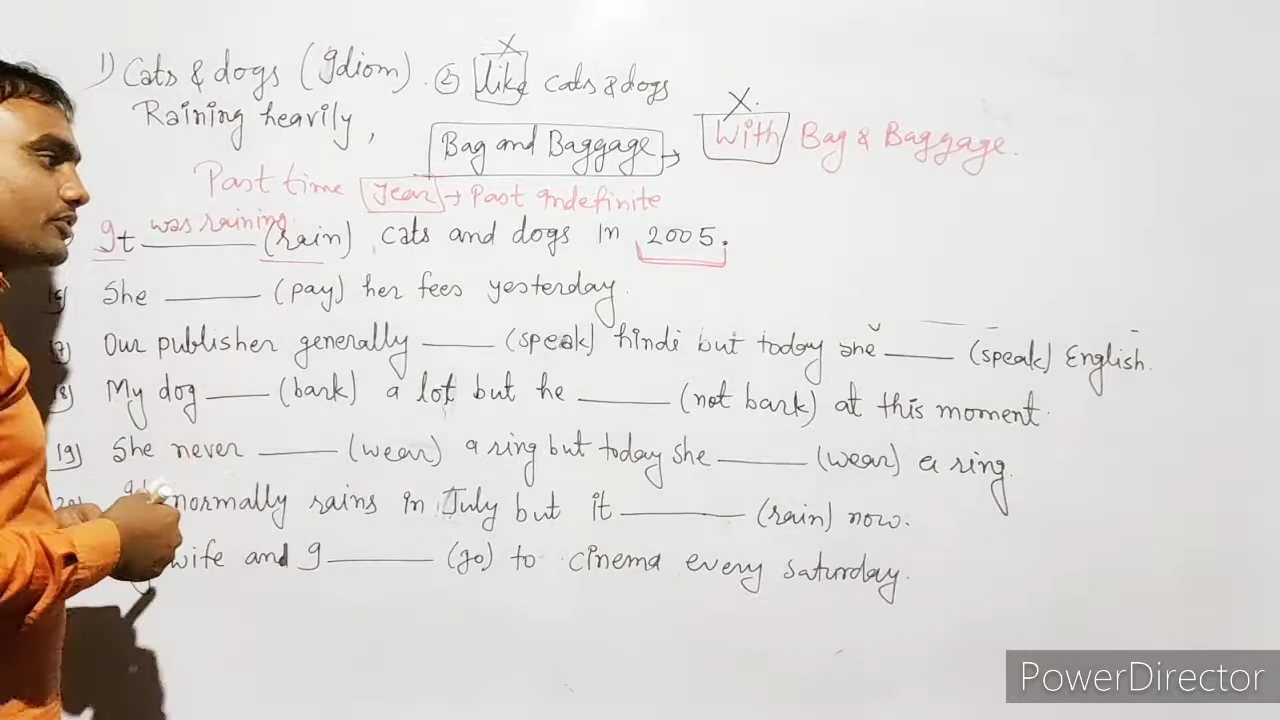 1) Cats & dogs (Idiom). ② like cats & dogs
X
Raining heavily,
Bag and Baggage → With Bag & Baggage.
X.
Past time Year → Past Indefinite
was raining
It ______ (rain) cats and dogs in 2005.
She ______ (pay) her fees yesterday.
17) Our publisher generally ______ (speak) hindi but today she ______ (speak) English.
18) My dog ______ (bark) a lot but he ______ (not bark) at this moment.
19) She never ______ (wear) a ring but today she ______ (wear) a ring.
normally rains in July but it ______ (rain) now.
wife and I ______ (go) to cinema every saturday.
PowerDirector